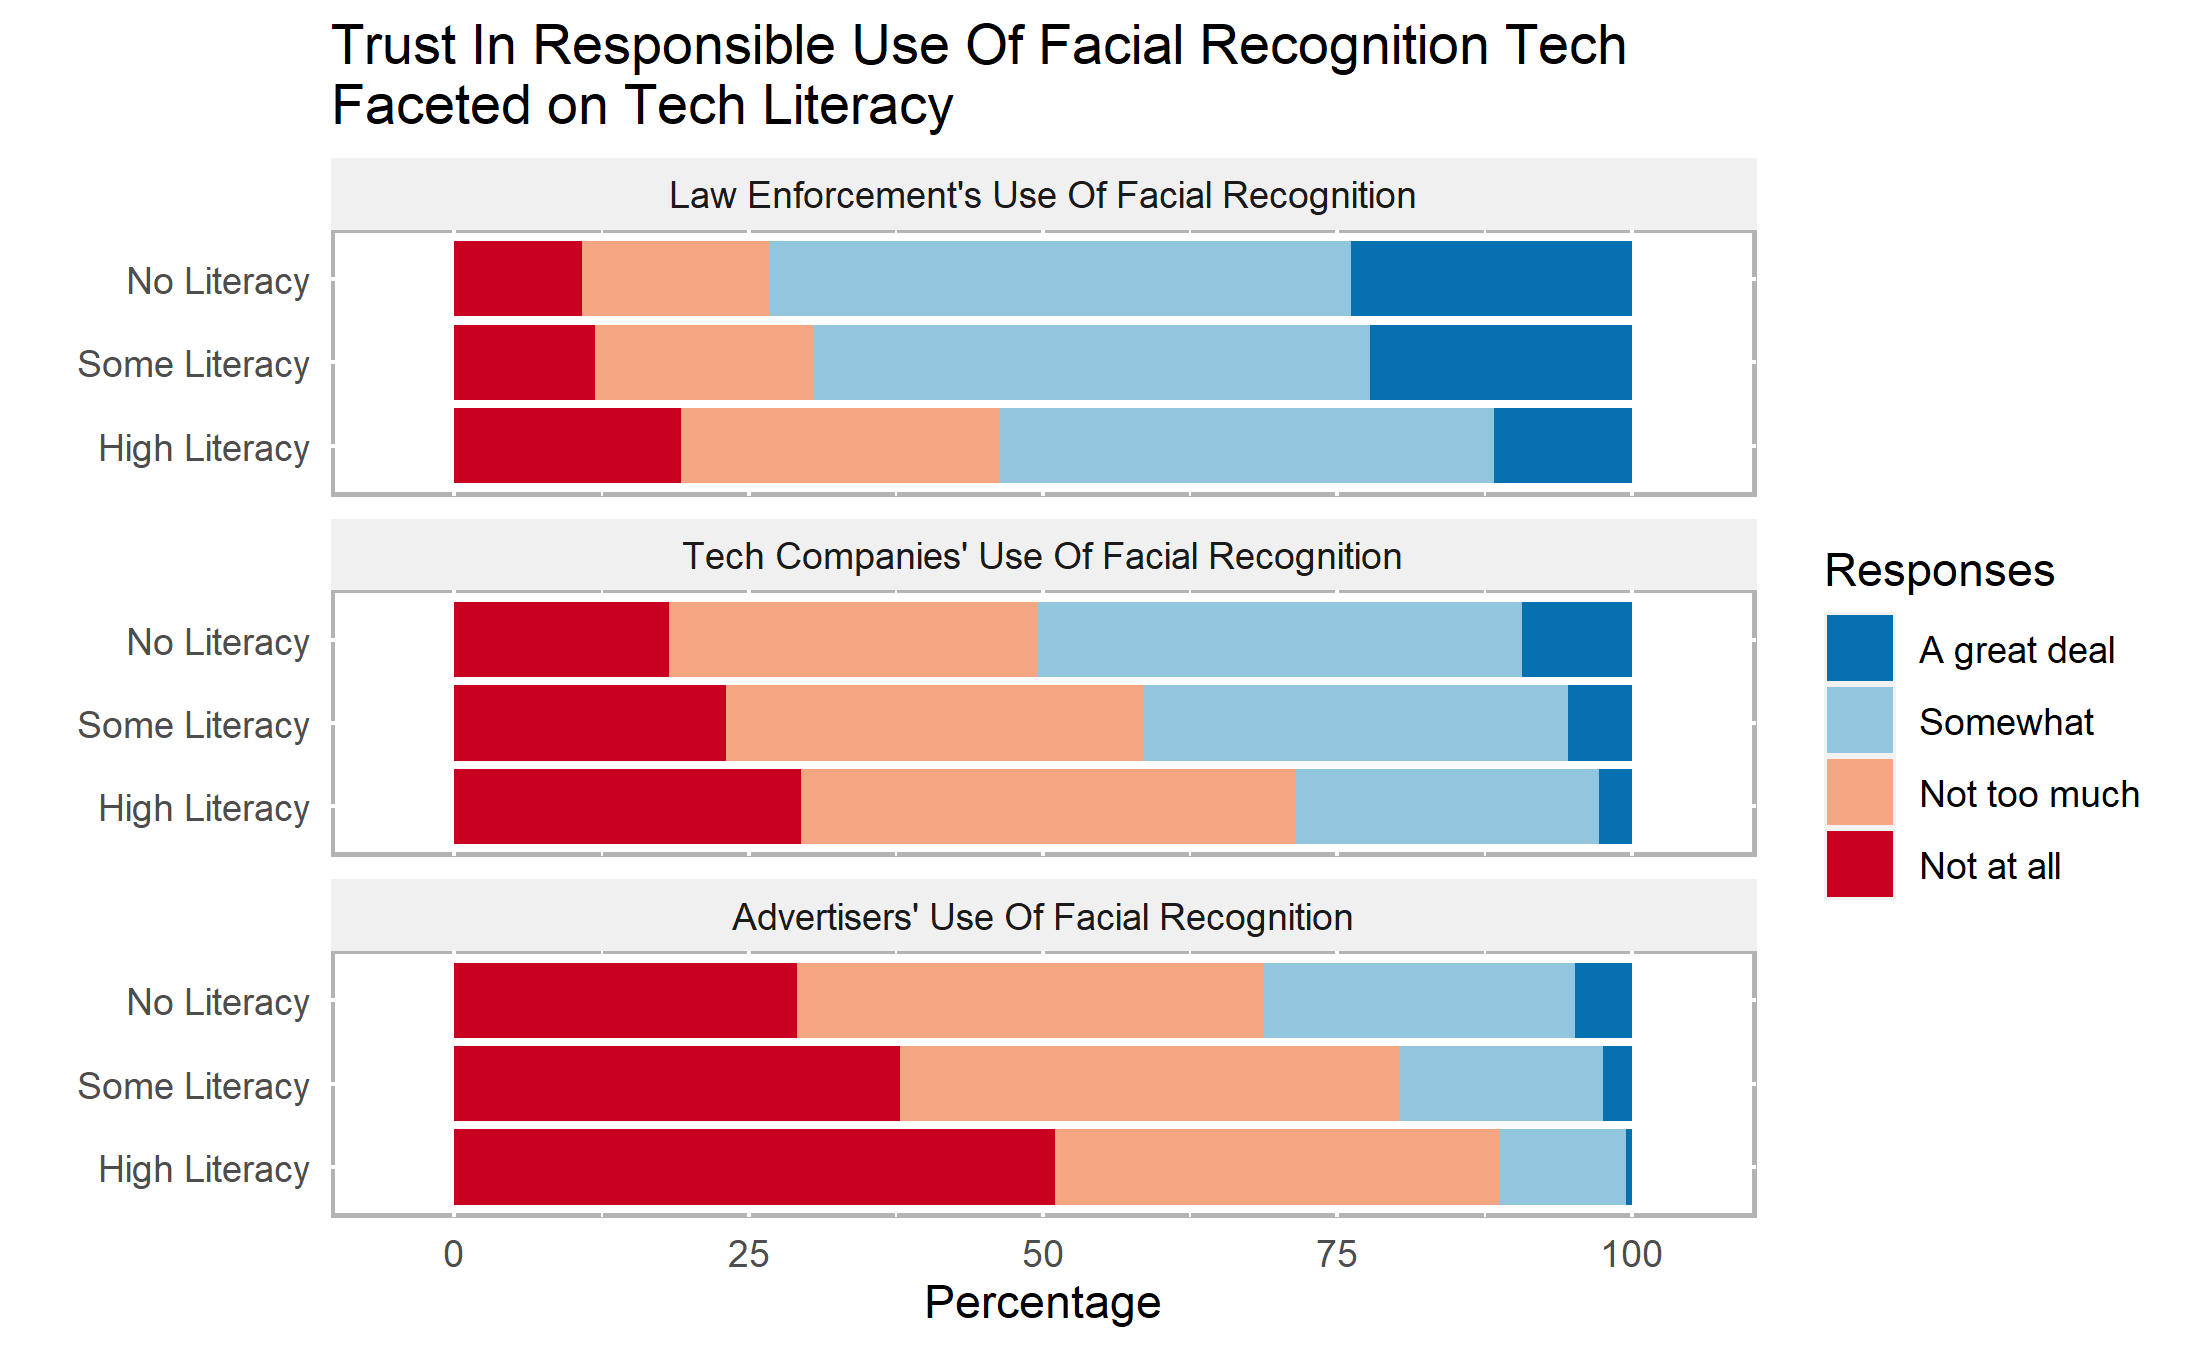 Trust In Responsible Use Of Facial Recognition Tech
Faceted on Tech Literacy
Law Enforcement's Use Of Facial Recognition
No Literacy
Some Literacy
High Literacy
Tech Companies' Use Of Facial Recognition
No Literacy
Some Literacy
High Literacy
Advertisers' Use Of Facial Recognition
No Literacy
Some Literacy
High Literacy
0 25 50 75 100
Percentage
Responses
A great deal
Somewhat
Not too much
Not at all